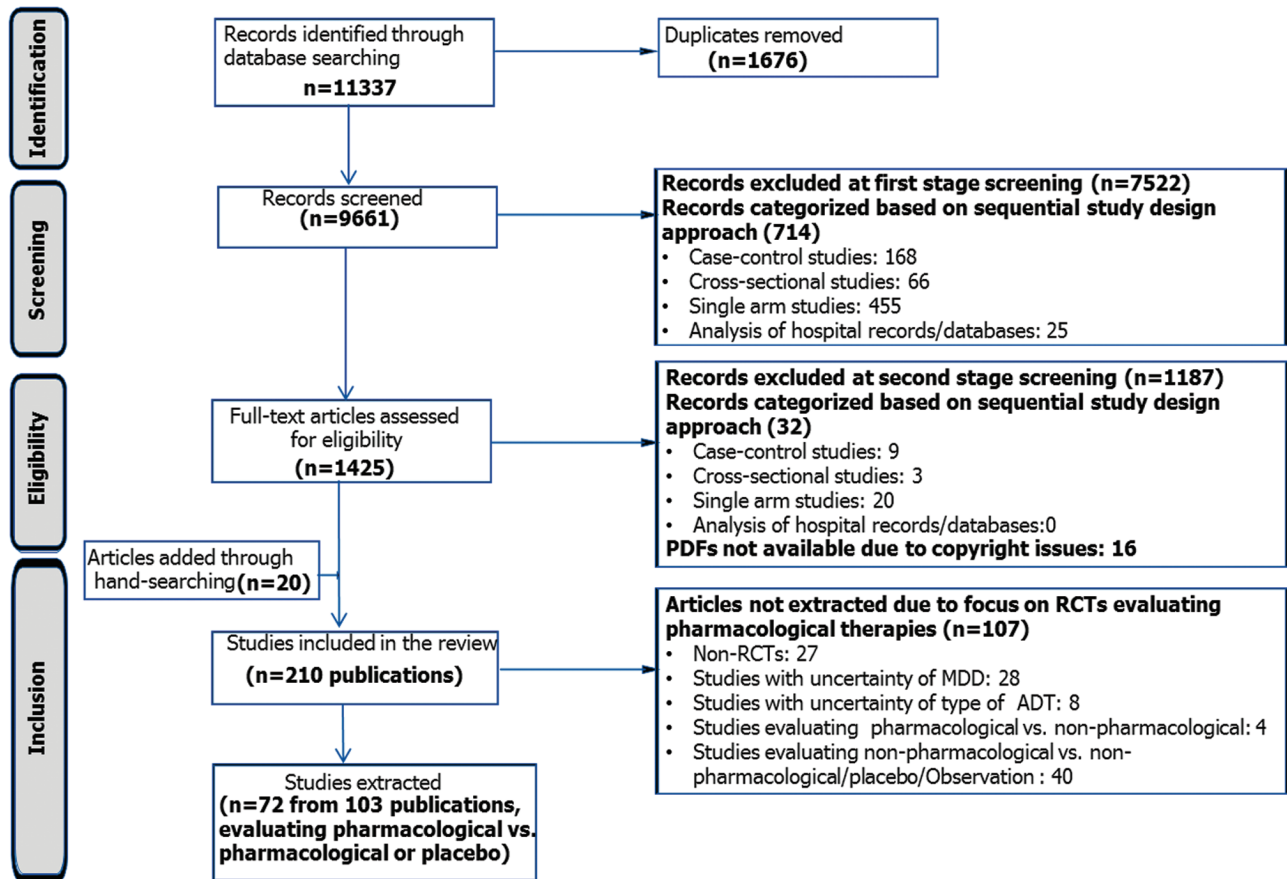 Identification
Records identified through
database searching
n=11337
Duplicates removed
(n=1676)
Screening
Records screened
(n=9661)
Records excluded at first stage screening (n=7522)
Records categorized based on sequential study design
approach (714)
• Case-control studies: 168
• Cross-sectional studies: 66
• Single arm studies: 455
• Analysis of hospital records/databases: 25
Eligibility
Full-text articles assessed
for eligibility
(n=1425)
Records excluded at second stage screening (n=1187)
Records categorized based on sequential study design
approach (32)
• Case-control studies: 9
• Cross-sectional studies: 3
• Single arm studies: 20
• Analysis of hospital records/databases:0
PDFs not available due to copyright issues: 16
Articles added through
hand-searching(n=20)
Inclusion
Studies included in the review
(n=210 publications)
Articles not extracted due to focus on RCTs evaluating
pharmacological therapies (n=107)
• Non-RCTs: 27
• Studies with uncertainty of MDD: 28
• Studies with uncertainty of type of ADT: 8
• Studies evaluating pharmacological vs. non-pharmacological: 4
• Studies evaluating non-pharmacological vs. non-
pharmacological/placebo/Observation : 40
Studies extracted
(n=72 from 103 publications,
evaluating pharmacological vs.
pharmacological or placebo)